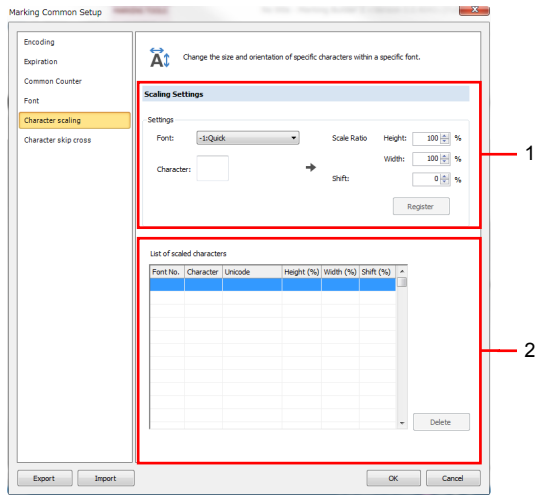 Marking Common Setup
Encoding
Expiration
Common Counter
Font
Character scaling
Character skip cross
A
Change the size and orientation of specific characters within a specific font.
Scaling Settings
Settings
Font: -1:Quick Scale Ratio Height: 100 %
Width: 100 %
Character:
Shift: 0 %
Register
1
List of scaled characters
Font No. Character Unicode Height (%) Width (%) Shift (%)
2
Delete
Export Import OK Cancel